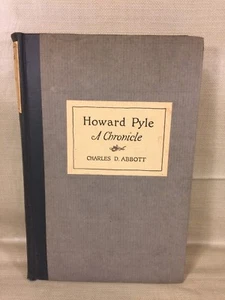 Howard Pyle
A Chronicle
CHARLES D. ABBOTT